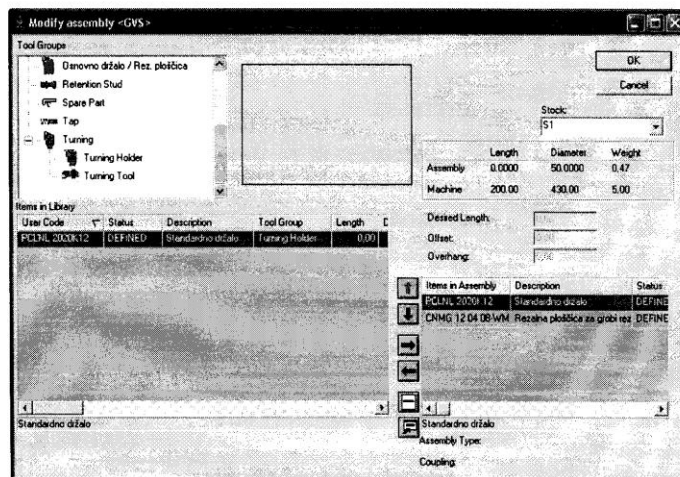 Modify assembly <GVS>
Tool Groups
Osnovno držalo / Rez. ploščica
Retention Stud
Spare Part
Tap
Turning
Turning Holder
Turning Tool
OK
Cancel
Stock:
S1
Length Diameter Weight
Assembly 0.0000 50.0000 0.47
Machine 200.00 430.00 5.00
Items in Library
User Code Status Description Tool Group Length D
PCLNL 2020K12 DEFINED Standardno držalo Turning Holder 0,00
Desired Length:
Offset:
Overhang:
Items in Assembly Description Status
PCLNL 2020K12 Standardno držalo DEFINE
CNMG 12 04 08-WM Rezalna ploščica za grobi rez DEFINE
Standardno držalo
Standardno držalo
Assembly Type:
Coupling: